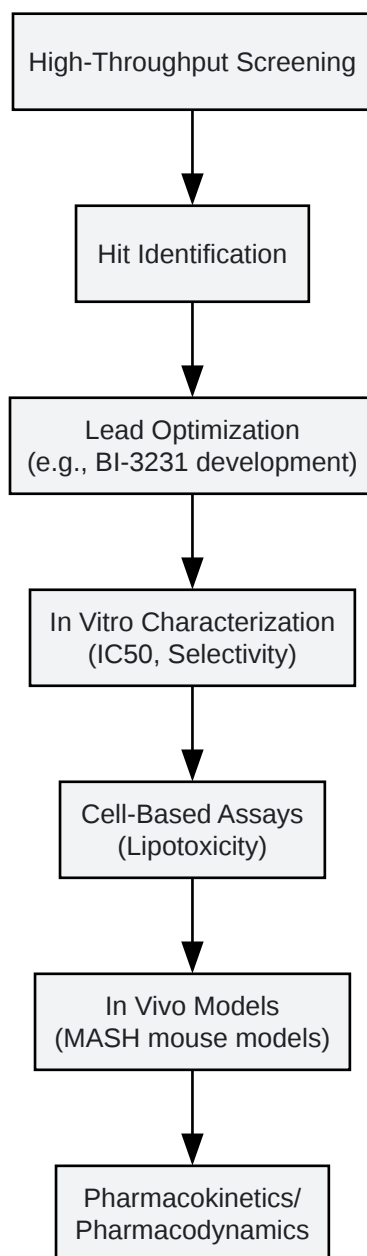 High-Throughput Screening
Hit Identification
Lead Optimization
(e.g., BI-3231 development)
In Vitro Characterization
(IC50, Selectivity)
Cell-Based Assays
(Lipotoxicity)
In Vivo Models
(MASH mouse models)
Pharmacokinetics/
Pharmacodynamics